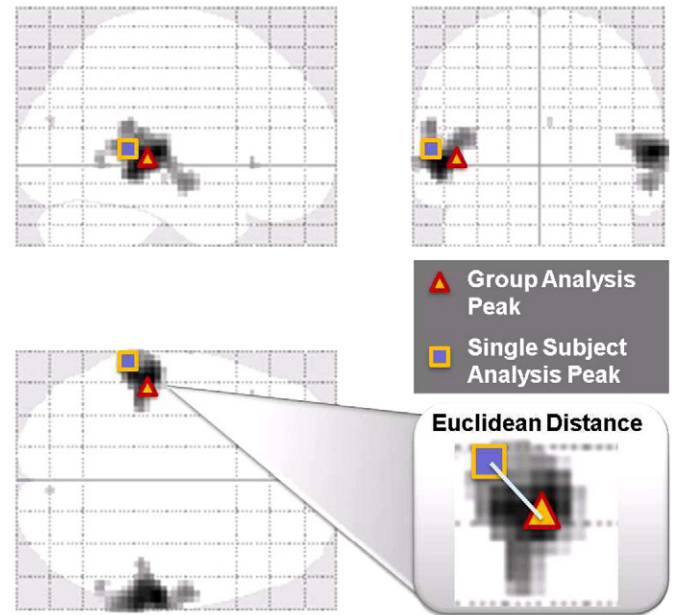 Group Analysis
Peak
Single Subject
Analysis Peak
Euclidean Distance